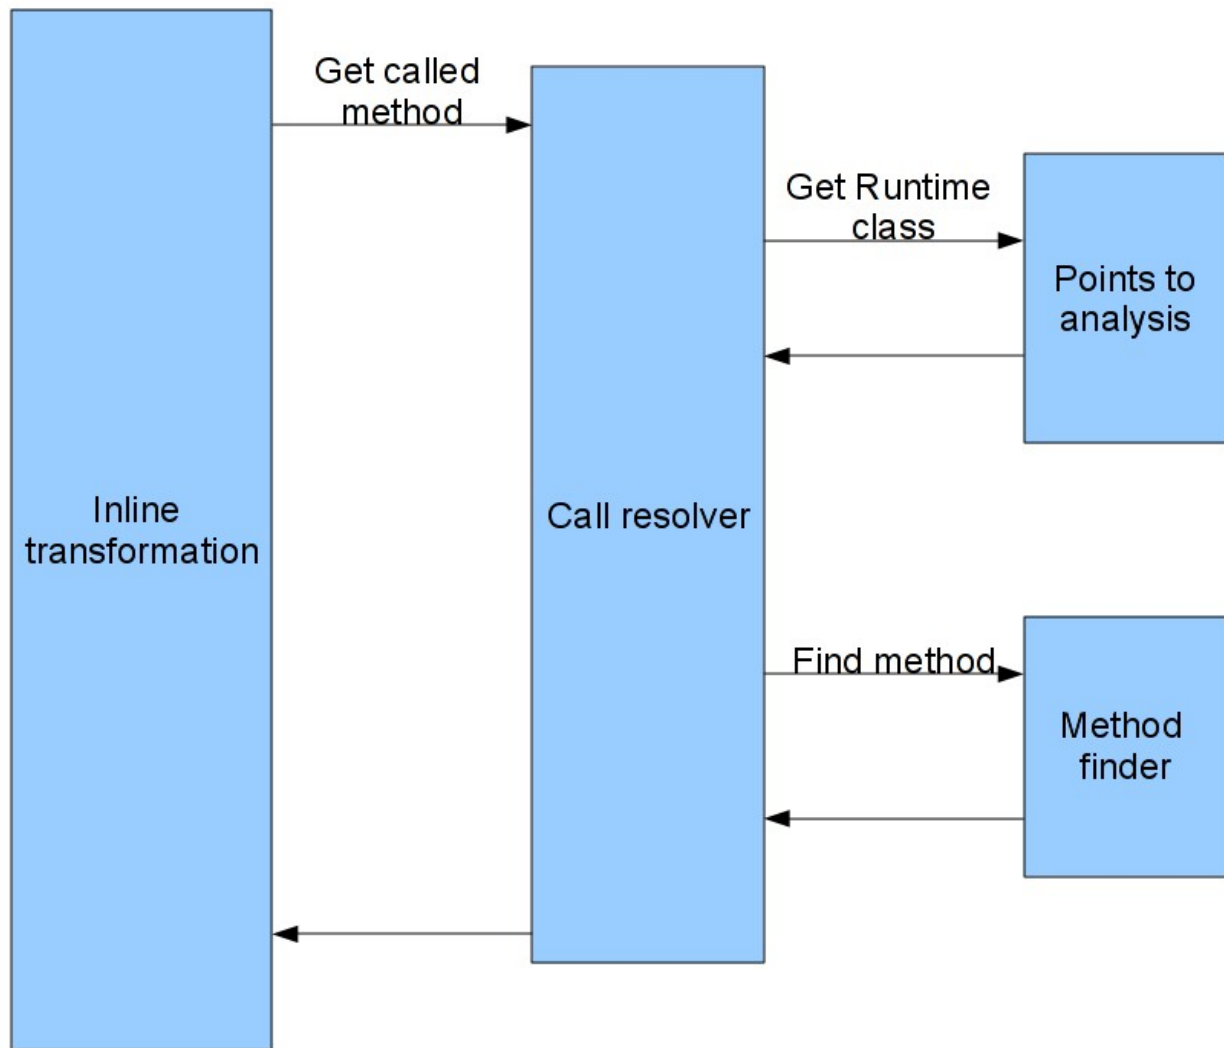 Get called
method
Get Runtime
class
Points to
analysis
Inline
transformation
Call resolver
Find method
Method
finder